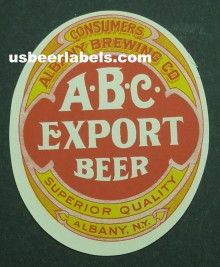 CONSUMERS
ALBANY BREWING CO.
usbeerlabels.com
A·B·C·
EXPORT
BEER
SUPERIOR QUALITY
ALBANY, N.Y.